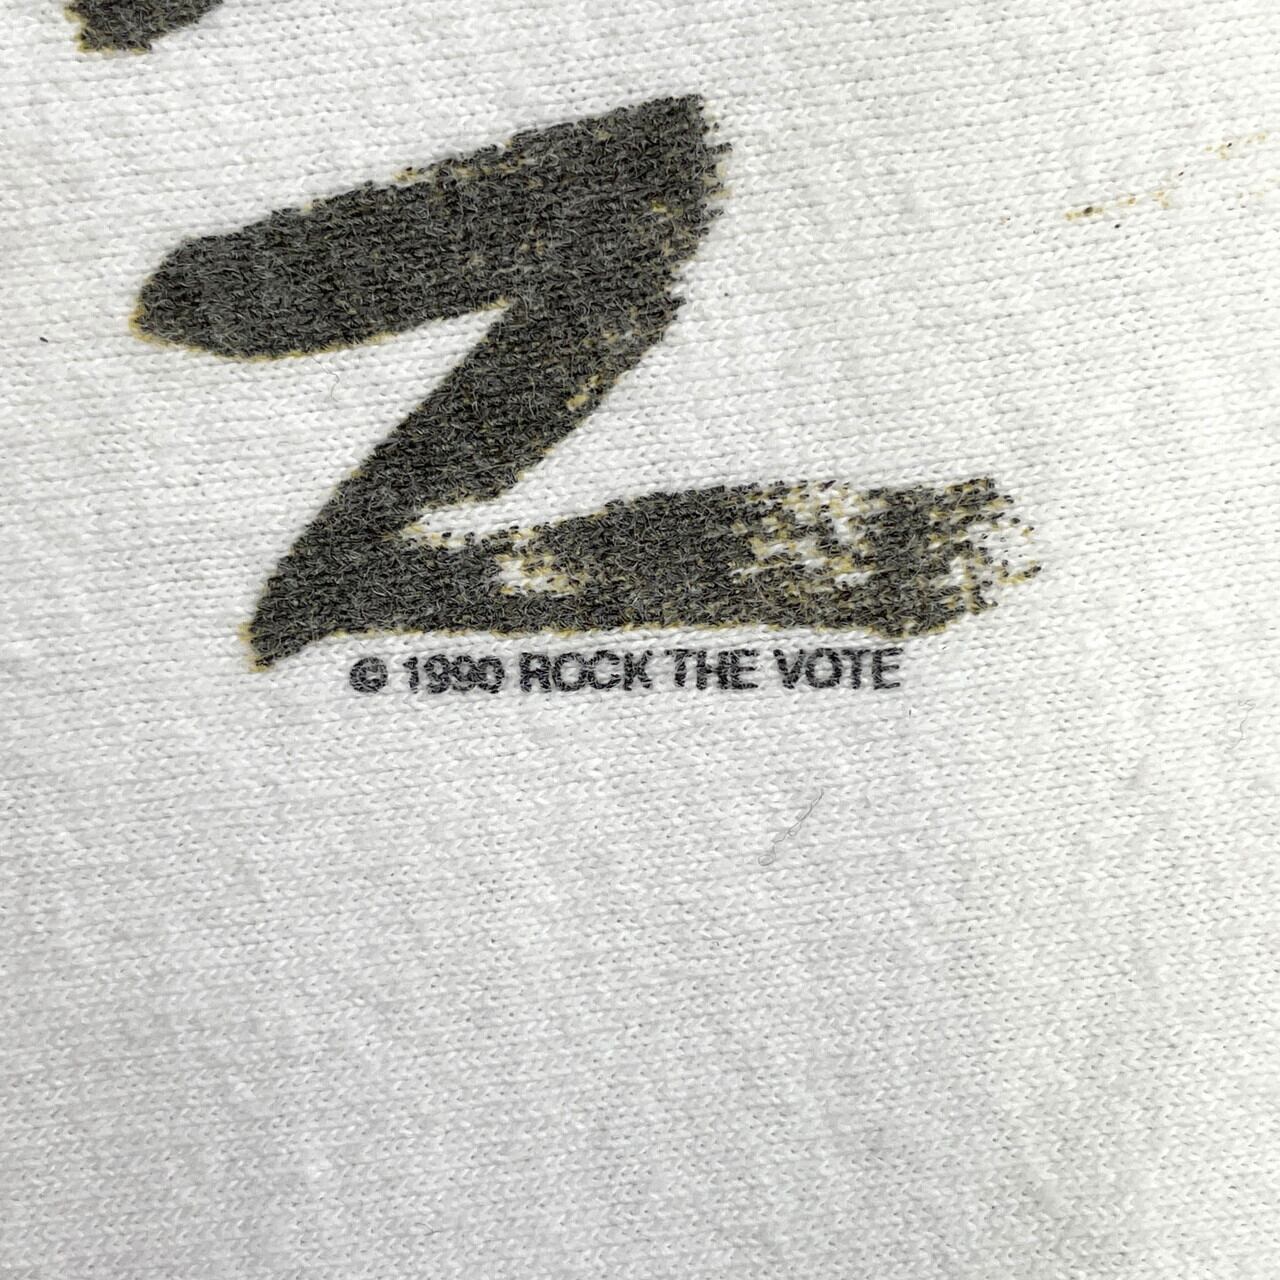 Z
© 1990 ROCK THE VOTE